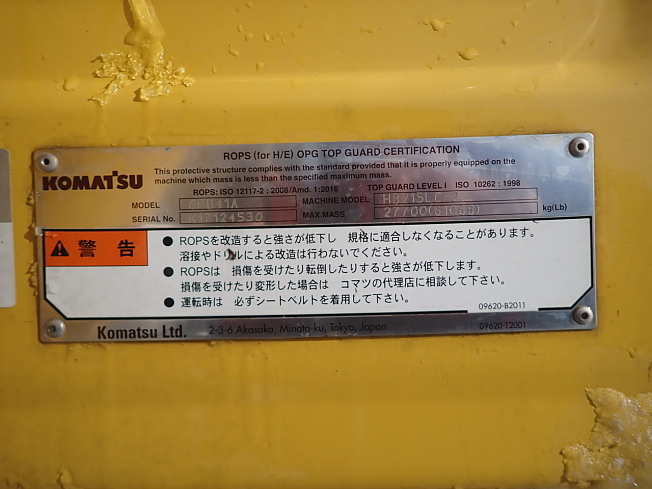 ROPS (for H/E) OPG TOP GUARD CERTIFICATION
KOMATSU
This protective structure complies with the standard provided that it is properly equipped on the
machine which mass is less than the specified maximum mass.
ROPS: ISO 12117-2 : 2008/Amd. 1:2016 TOP GUARD LEVEL I ISO 10262 : 1998
MODEL MACHINE MODEL HB215LC
SERIAL No. MAX.MASS kg(Lb)
警告
● ROPSを改造すると強さが低下し 規格に適合しなくなることがあります。
溶接やドリルによる改造は行わないでください。
● ROPSは 損傷を受けたり転倒したりすると強さが低下します。
損傷を受けたり変形した場合は コマツの代理店に相談して下さい。
● 運転時は 必ずシートベルトを着用して下さい。
09620-B2011
Komatsu Ltd. 2-3-6 Akasaka, Minato-ku, Tokyo, Japan 09620-T2001